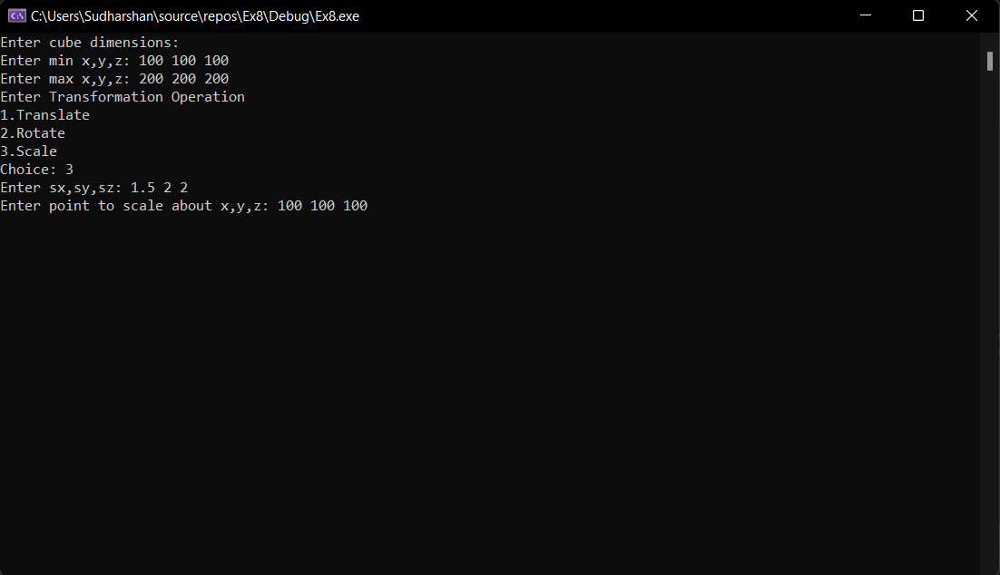 C:\Users\Sudharshan\source\repos\Ex8\Debug\Ex8.exe
Enter cube dimensions:
Enter min x,y,z: 100 100 100
Enter max x,y,z: 200 200 200
Enter Transformation Operation
1.Translate
2.Rotate
3.Scale
Choice: 3
Enter sx,sy,sz: 1.5 2 2
Enter point to scale about x,y,z: 100 100 100